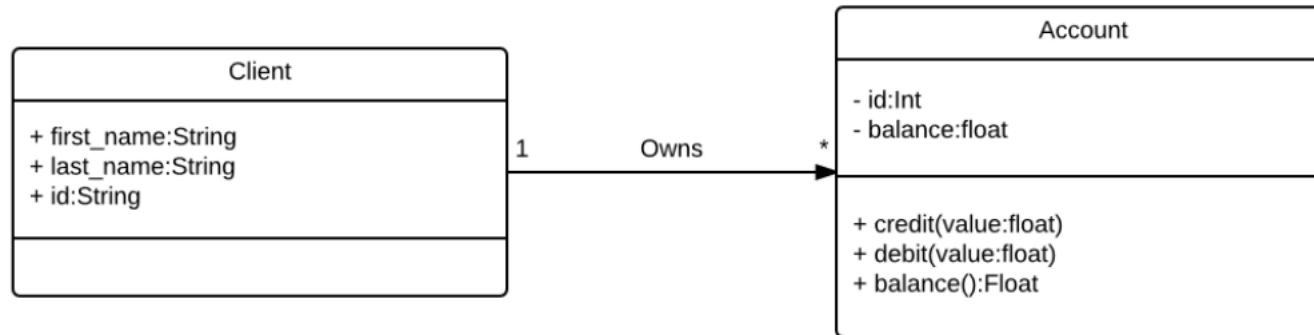 Client
+ first_name:String
+ last_name:String
+ id:String
1
Owns
*
Account
- id:Int
- balance:float
+ credit(value:float)
+ debit(value:float)
+ balance():Float